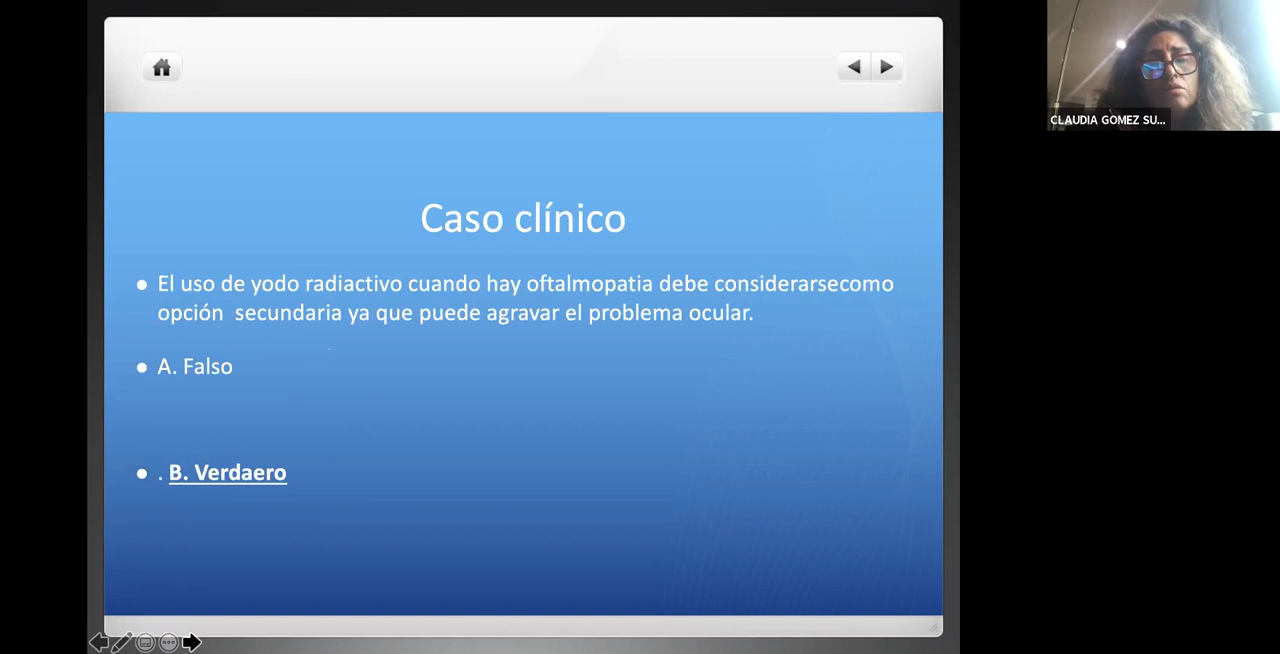 CLAUDIA GOMEZ SU...
Caso clínico
• El uso de yodo radiactivo cuando hay oftalmopatia debe considerarsecomo
opción secundaria ya que puede agravar el problema ocular.
• A. Falso
• . B. Verdaero